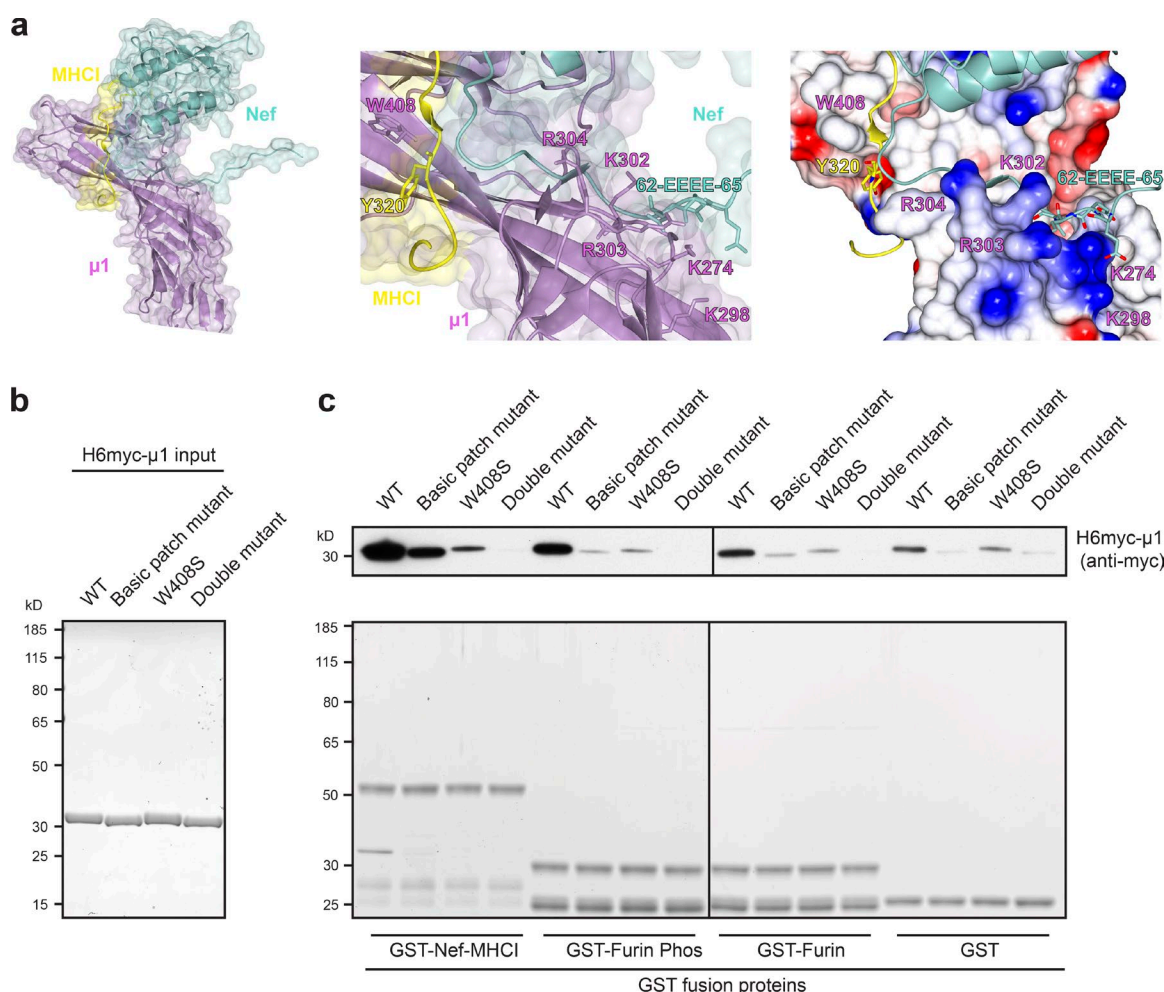 a
MHCI
Nef
µ1
W408
Nef
R304
K302
62-EEEE-65
Y320
R303
K274
MHCI
µ1
K298
W408
Y320
K302
62-EEEE-65
R304
R303
K274
K298
b
H6myc-µ1 input
WT
Basic patch mutant
W408S
Double mutant
kD
185
115
80
65
50
30
25
15
c
WT
Basic patch mutant
W408S
Double mutant
WT
Basic patch mutant
W408S
Double mutant
WT
Basic patch mutant
W408S
Double mutant
WT
Basic patch mutant
W408S
Double mutant
kD
30
H6myc-µ1
(anti-myc)
kD
185
115
80
65
50
30
25
GST-Nef-MHCI
GST-Furin Phos
GST-Furin
GST
GST fusion proteins